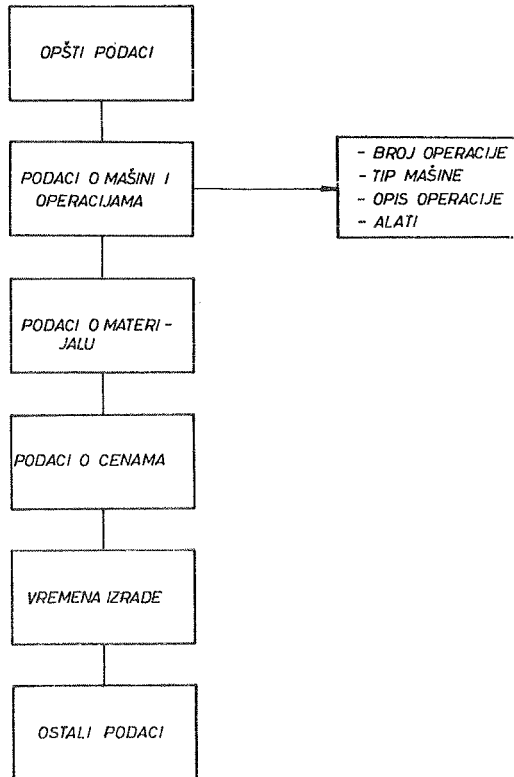 OPŠTI PODACI
PODACI O MAŠINI I
OPERACIJAMA
- BROJ OPERACIJE
- TIP MAŠINE
- OPIS OPERACIJE
- ALATI
PODACI O MATERI -
JALU
PODACI O CENAMA
VREMENA IZRADE
OSTALI PODACI